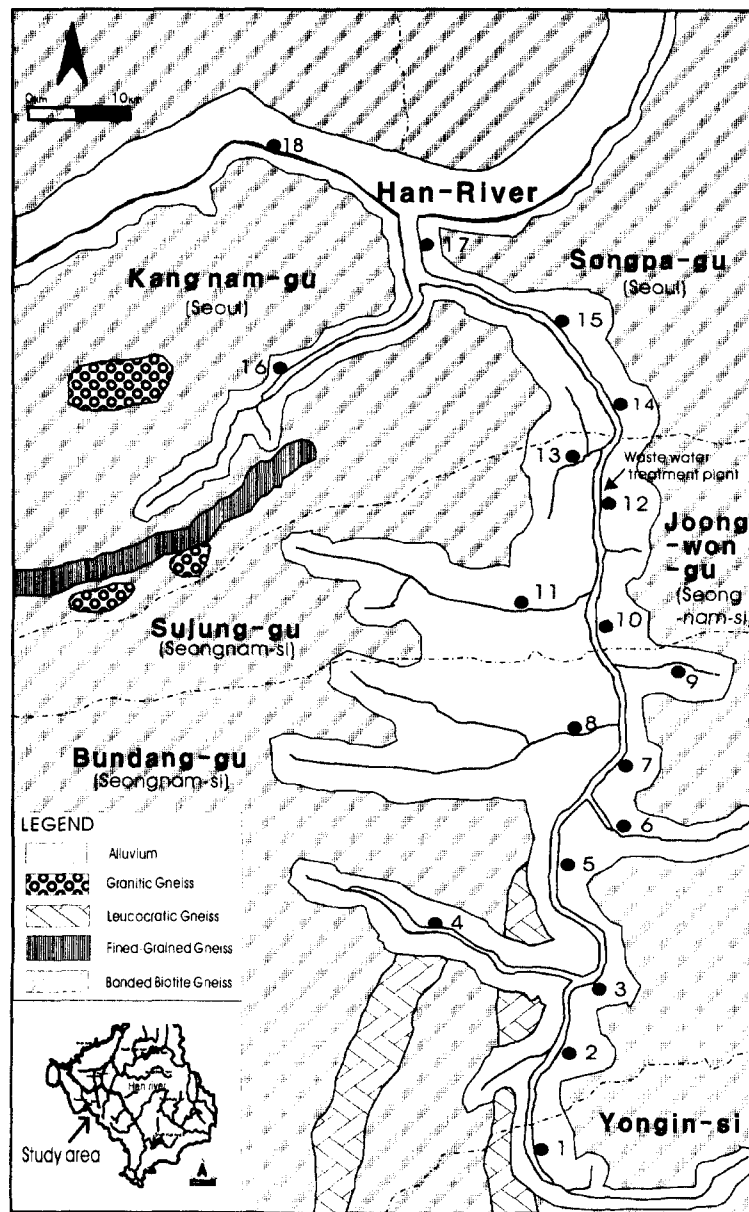 0km 10km
18
Han-River
17
Kangnam-gu
(Seoul)
Songpa-gu
(Seoul)
15
16
14
13
Waste water
treatment plant
12
Joong
-won
-gu
(Seong
-nam-si
11
10
Sujung-gu
(Seongnam-si)
9
8
Bundang-gu
(Seongnam-si)
7
6
LEGEND
Alluvium
Granitic Gneiss
Leucocratic Gneiss
Fined-Grained Gneiss
Banded Biotite Gneiss
5
4
3
2
Han river
Study area
Yongin-si
1